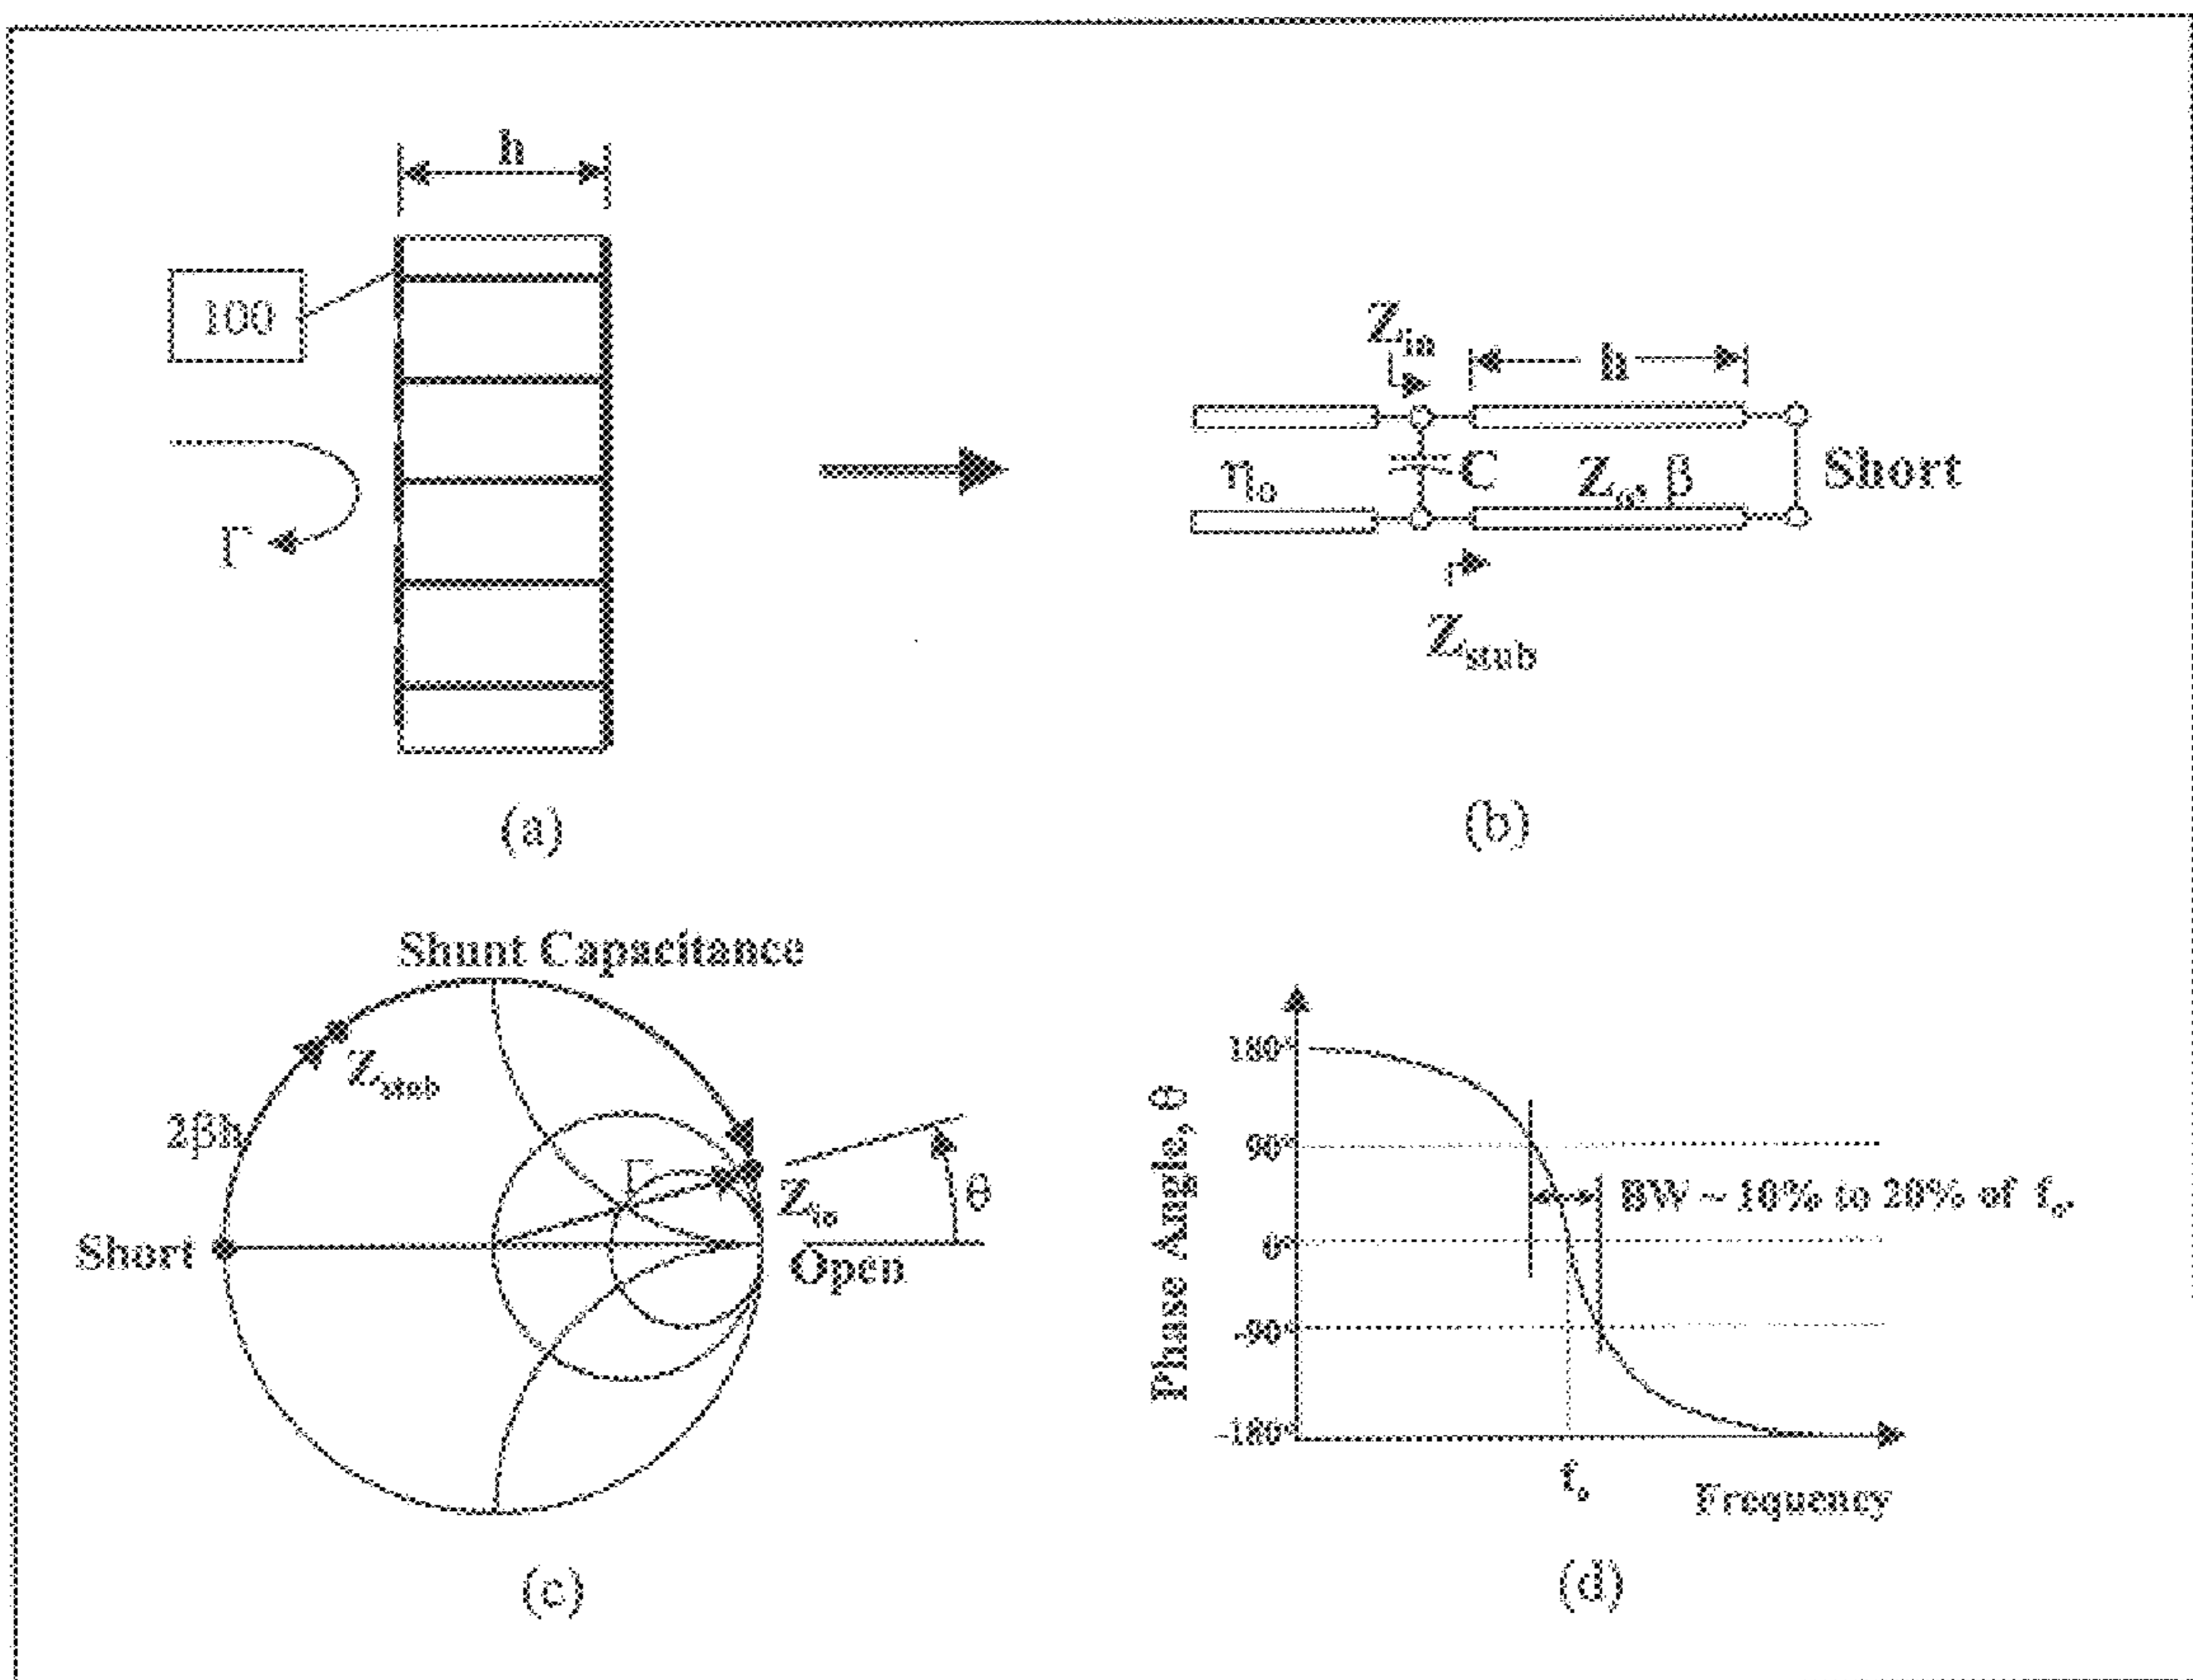 h
100
Γ
(a)
Z_in
h
η_o
C
Z_o, β
Short
Z_stub
(b)
Shunt Capacitance
Z_stub
2βh
Γ
Z_in
θ
Short
Open
(c)
Phase Angle, θ
180°
90°
BW ~ 10% to 20% of f_o.
0°
-90°
-180°
f_o
Frequency
(d)